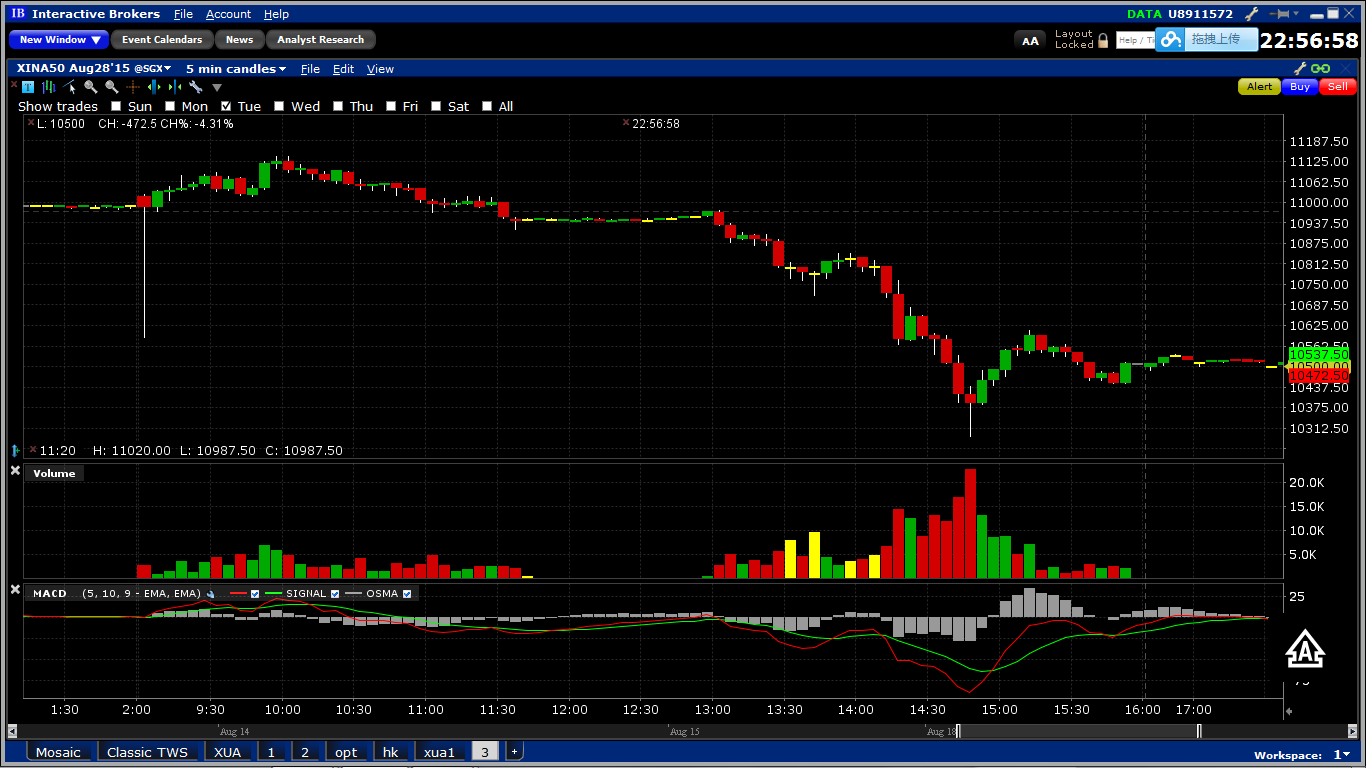 IB Interactive Brokers File Account Help DATA U8911572
New Window ▼ Event Calendars News Analyst Research AA Layout Locked Help / Ti 拖拽上传 22:56:58
XINA50 Aug28'15 @SGX 5 min candles File Edit View
T Alert Buy Sell
Show trades Sun Mon Tue Wed Thu Fri Sat All
L: 10500 CH: -472.5 CH%: -4.31% 22:56:58
11187.50
11125.00
11062.50
11000.00
10937.50
10875.00
10812.50
10750.00
10687.50
10625.00
10562.50
10537.50
10500.00
10472.50
10437.50
10375.00
10312.50
11:20 H: 11020.00 L: 10987.50 C: 10987.50
Volume
20.0K
15.0K
10.0K
5.0K
MACD (5, 10, 9 - EMA, EMA) SIGNAL OSMA
25
A
1:30 2:00 9:30 10:00 10:30 11:00 11:30 12:00 12:30 13:00 13:30 14:00 14:30 15:00 15:30 16:00 17:00
Aug 14 Aug 15 Aug 18
Mosaic Classic TWS XUA 1 2 opt hk xua1 3 +
Workspace: 1